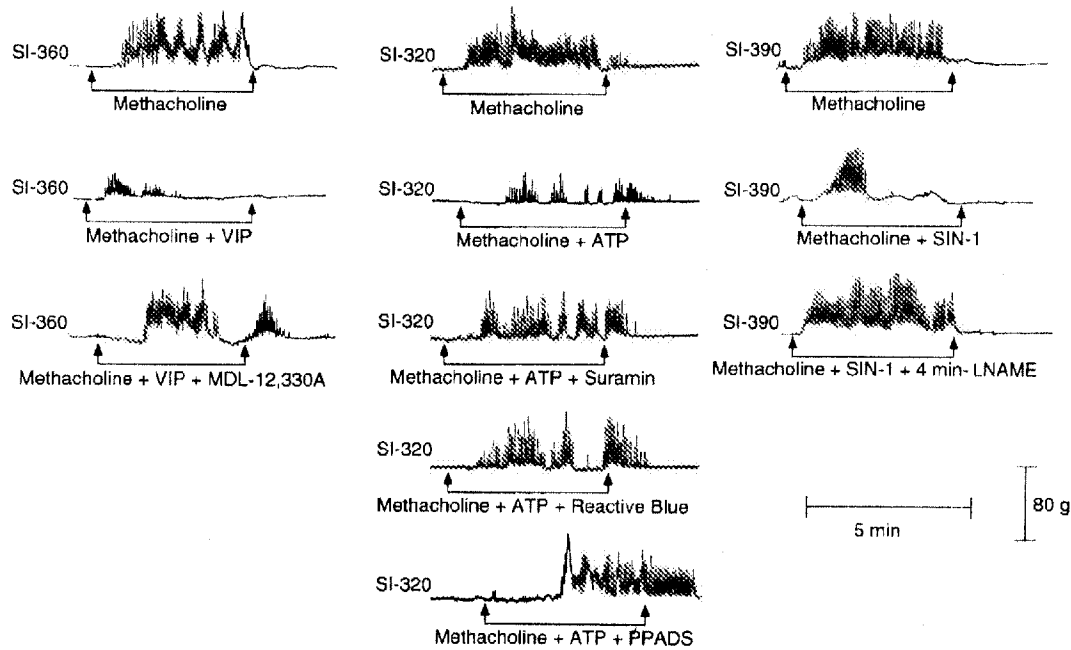 SI-360
Methacholine
SI-320
Methacholine
SI-390
Methacholine
SI-360
Methacholine + VIP
SI-320
Methacholine + ATP
SI-390
Methacholine + SIN-1
SI-360
Methacholine + VIP + MDL-12,330A
SI-320
Methacholine + ATP + Suramin
SI-390
Methacholine + SIN-1 + 4 min- LNAME
SI-320
Methacholine + ATP + Reactive Blue
5 min
80 g
SI-320
Methacholine + ATP + PPADS